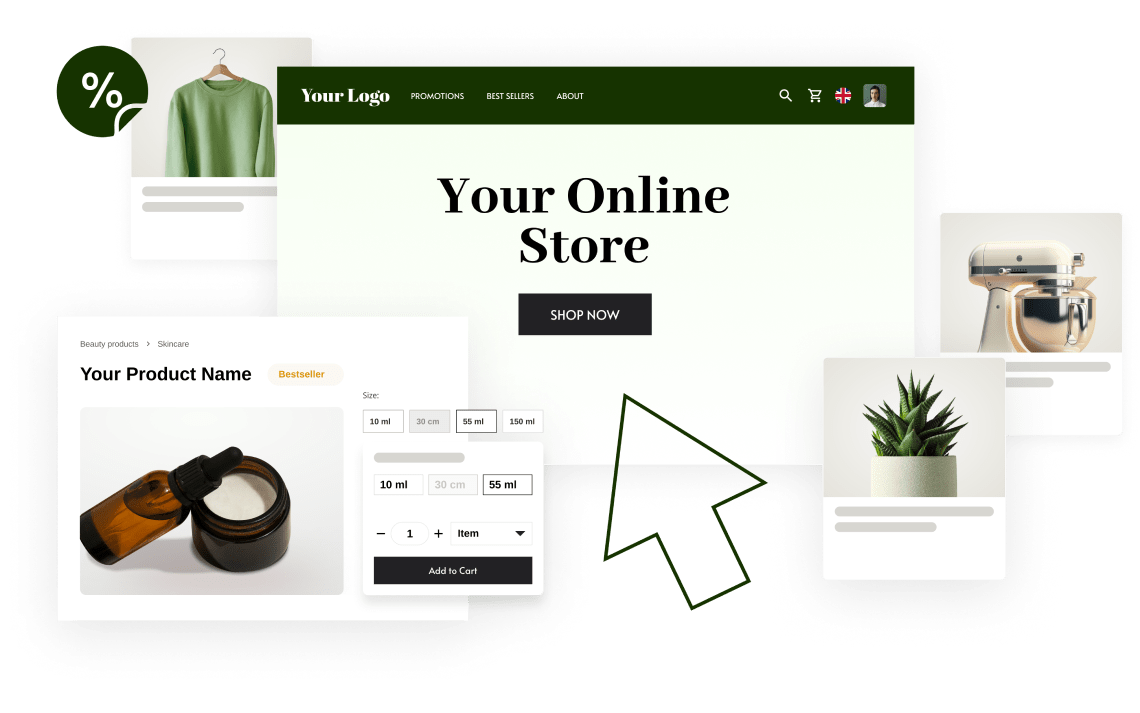 %
Your Logo
PROMOTIONS
BEST SELLERS
ABOUT
Your Online
Store
SHOP NOW
Beauty products > Skincare
Your Product Name
Bestseller
Size:
10 ml
30 cm
55 ml
150 ml
10 ml
30 cm
55 ml
− 1 +
Item
Add to Cart